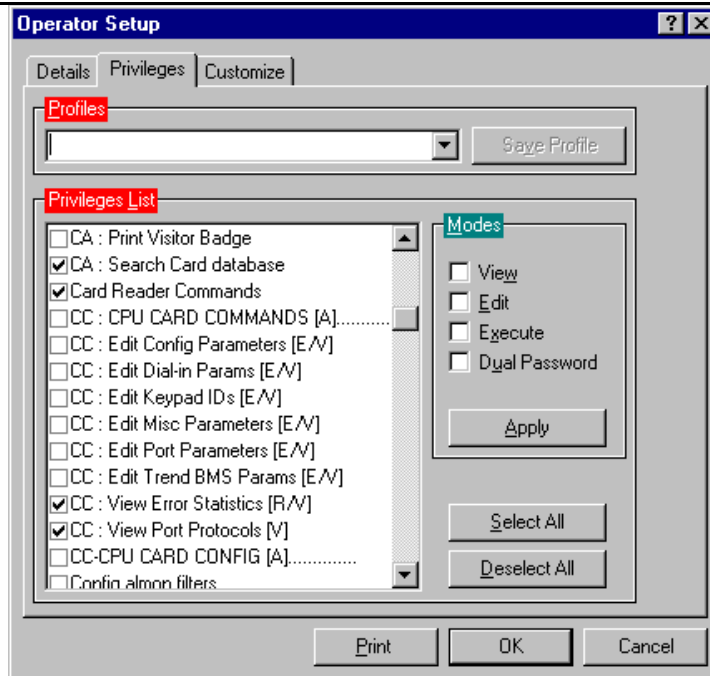 Operator Setup
Details Privileges Customize
Profiles
Save Profile
Privileges List
CA : Print Visitor Badge
CA : Search Card database
Card Reader Commands
CC : CPU CARD COMMANDS [A]..........
CC : Edit Config Parameters [E/V]
CC : Edit Dial-in Params [E/V]
CC : Edit Keypad IDs [E/V]
CC : Edit Misc Parameters [E/V]
CC : Edit Port Parameters [E/V]
CC : Edit Trend BMS Params [E/V]
CC : View Error Statistics [R/V]
CC : View Port Protocols [V]
CC-CPU CARD CONFIG [A].............
Config almon filters
Modes
View
Edit
Execute
Dual Password
Apply
Select All
Deselect All
Print OK Cancel